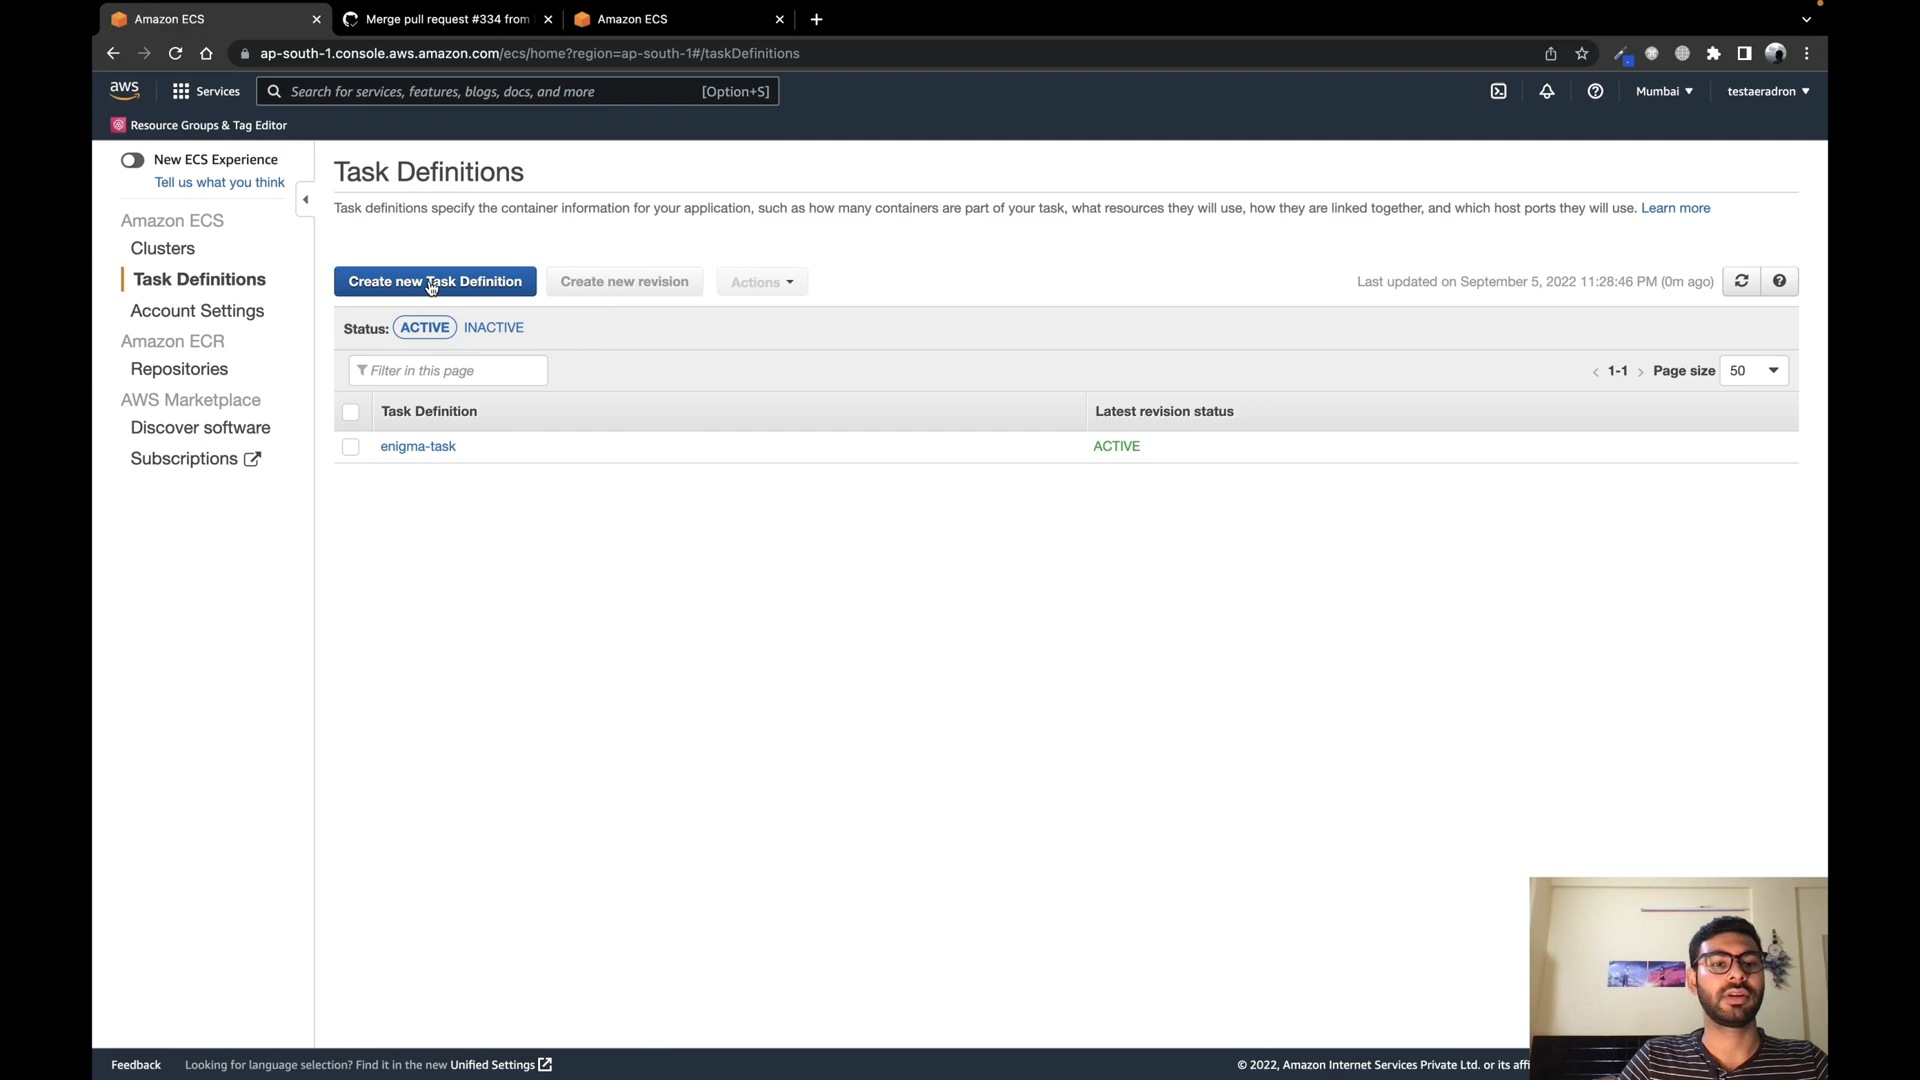 Amazon ECS
Merge pull request #334 from
Amazon ECS
ap-south-1.console.aws.amazon.com/ecs/home?region=ap-south-1#/taskDefinitions
aws
Services
Search for services, features, blogs, docs, and more
[Option+S]
Mumbai
testaeradron
Resource Groups & Tag Editor
New ECS Experience
Tell us what you think
Amazon ECS
Clusters
Task Definitions
Account Settings
Amazon ECR
Repositories
AWS Marketplace
Discover software
Subscriptions
Task Definitions
Task definitions specify the container information for your application, such as how many containers are part of your task, what resources they will use, how they are linked together, and which host ports they will use. Learn more
Create new Task Definition
Create new revision
Actions
Last updated on September 5, 2022 11:28:46 PM (0m ago)
Status: ACTIVE INACTIVE
Filter in this page
1-1
Page size
50
Task Definition
Latest revision status
enigma-task
ACTIVE
Feedback
Looking for language selection? Find it in the new Unified Settings
© 2022, Amazon Internet Services Private Ltd. or its affi